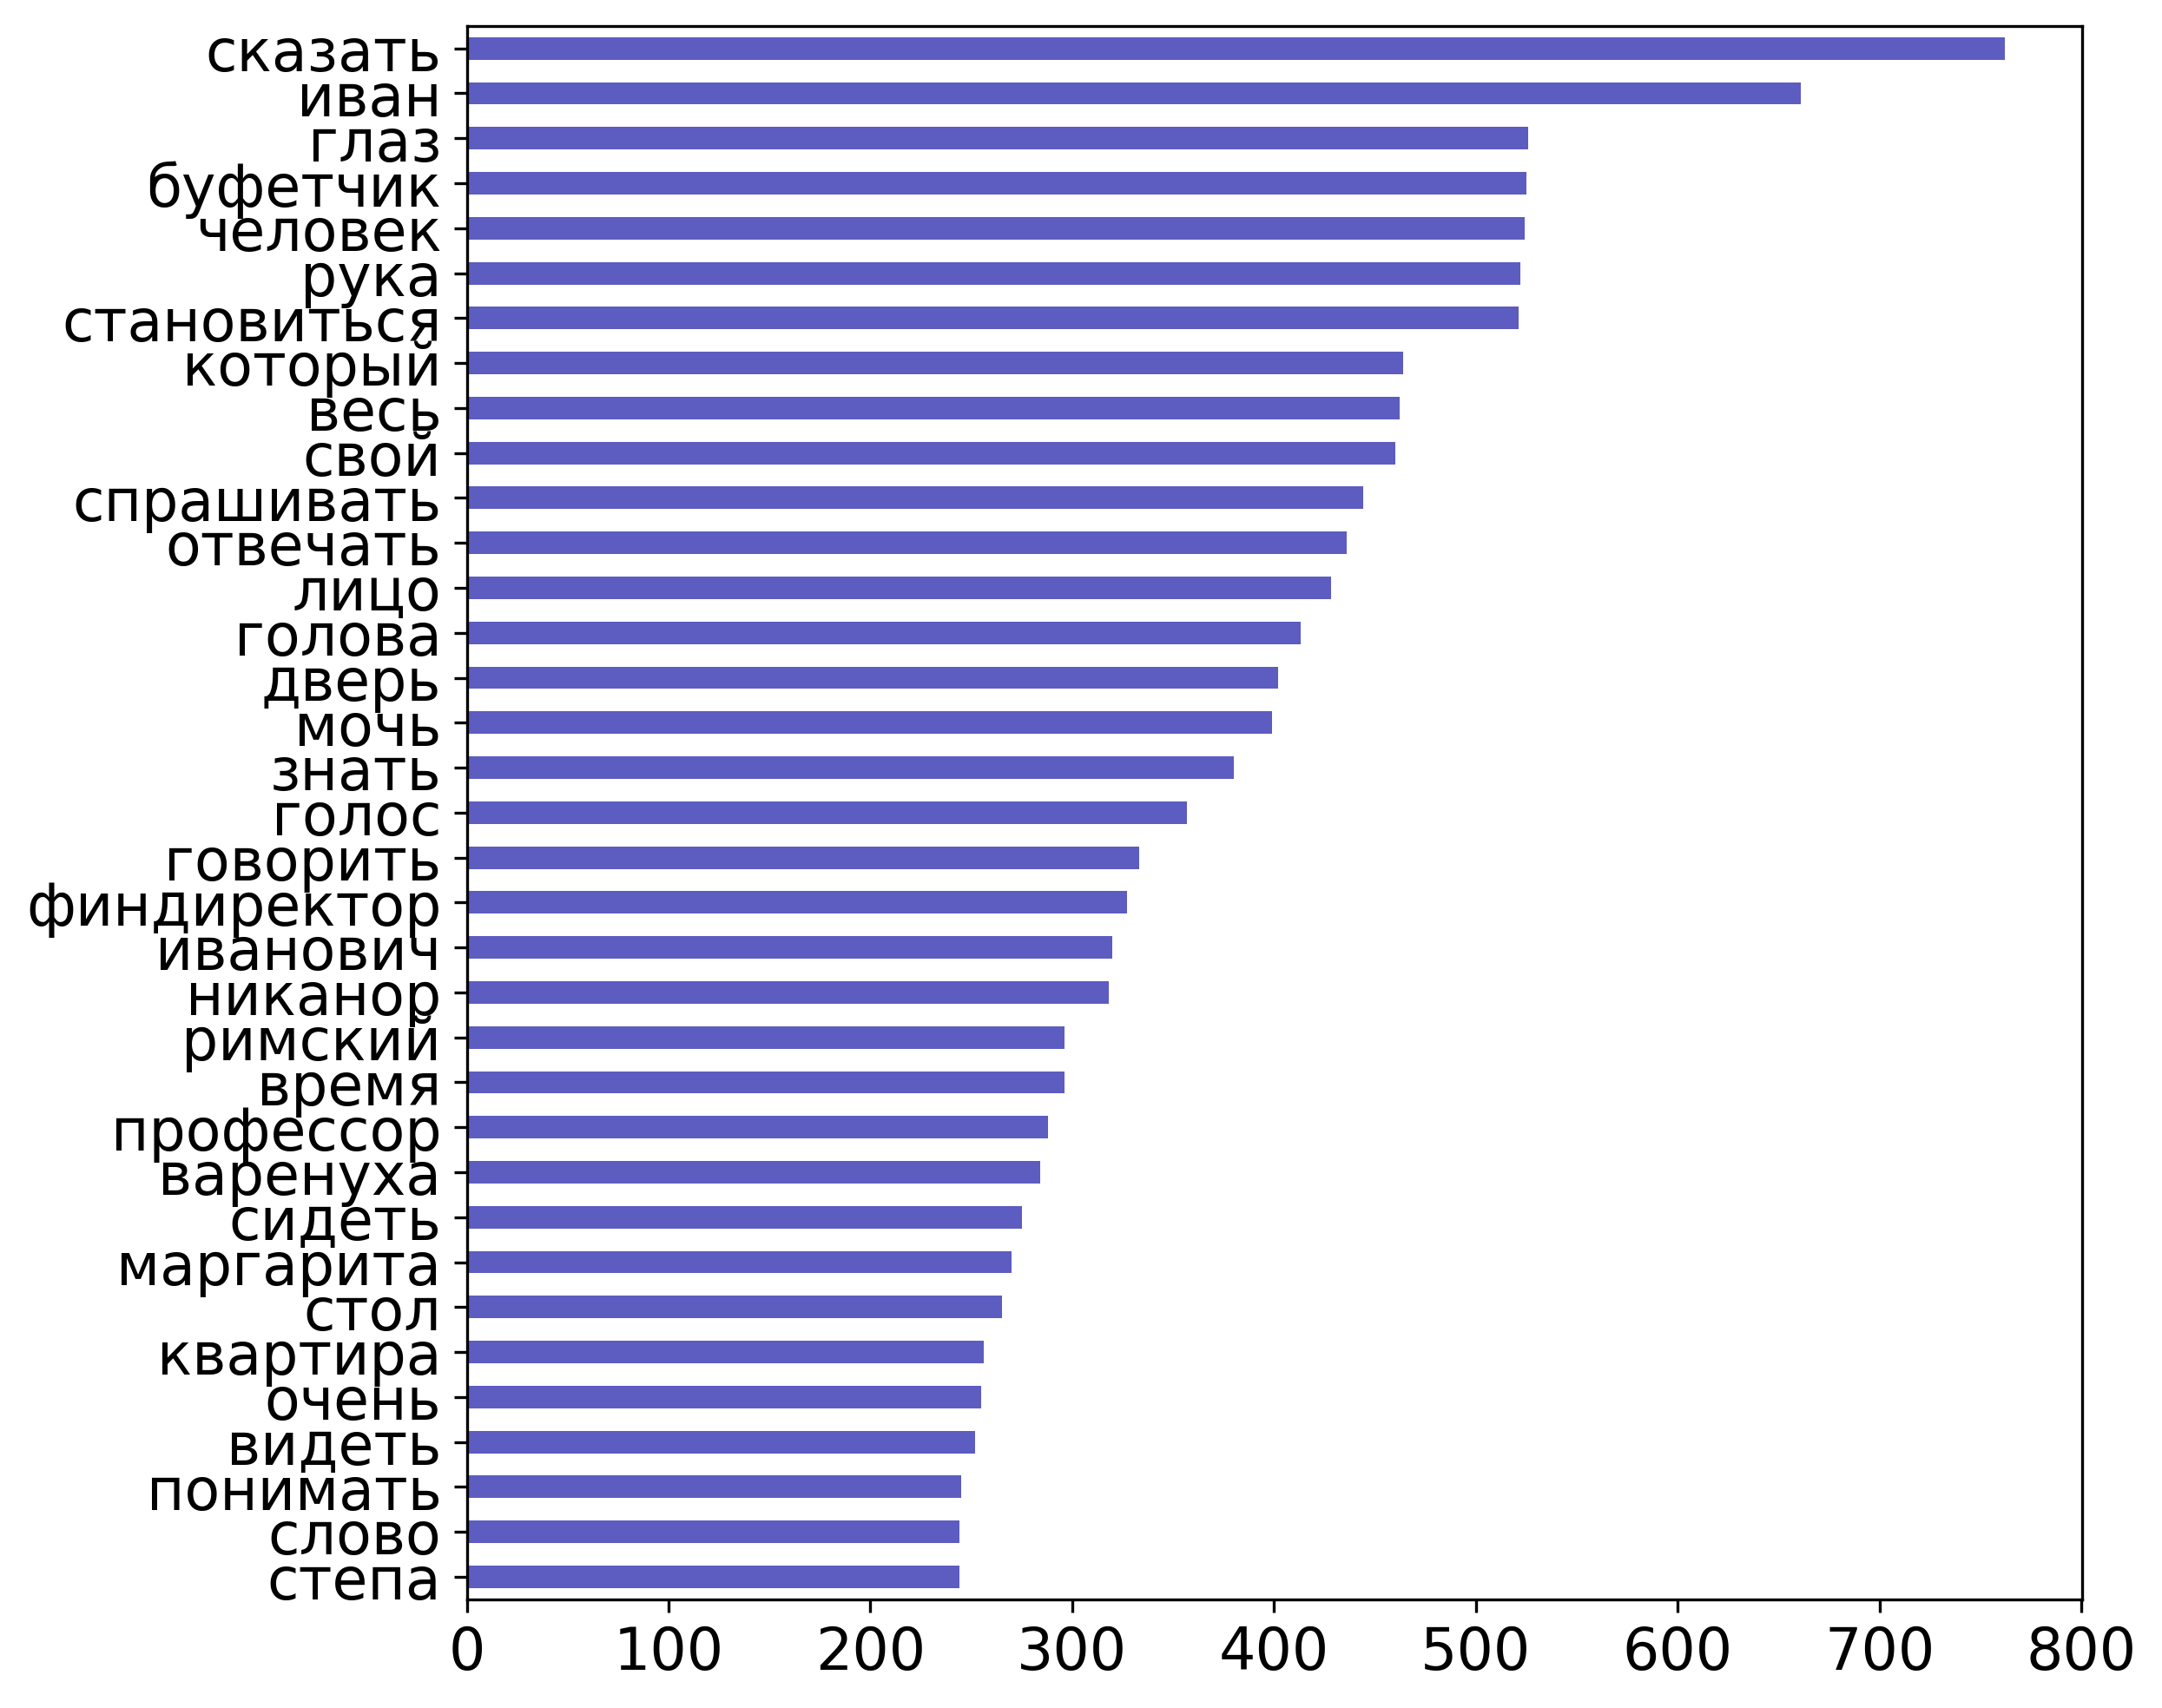 сказать
иван
глаз
буфетчик
человек
рука
становиться
который
весь
свой
спрашивать
отвечать
лицо
голова
дверь
мочь
знать
голос
говорить
финдиректор
иванович
никанор
римский
время
профессор
варенуха
сидеть
маргарита
стол
квартира
очень
видеть
понимать
слово
степа
0 100 200 300 400 500 600 700 800